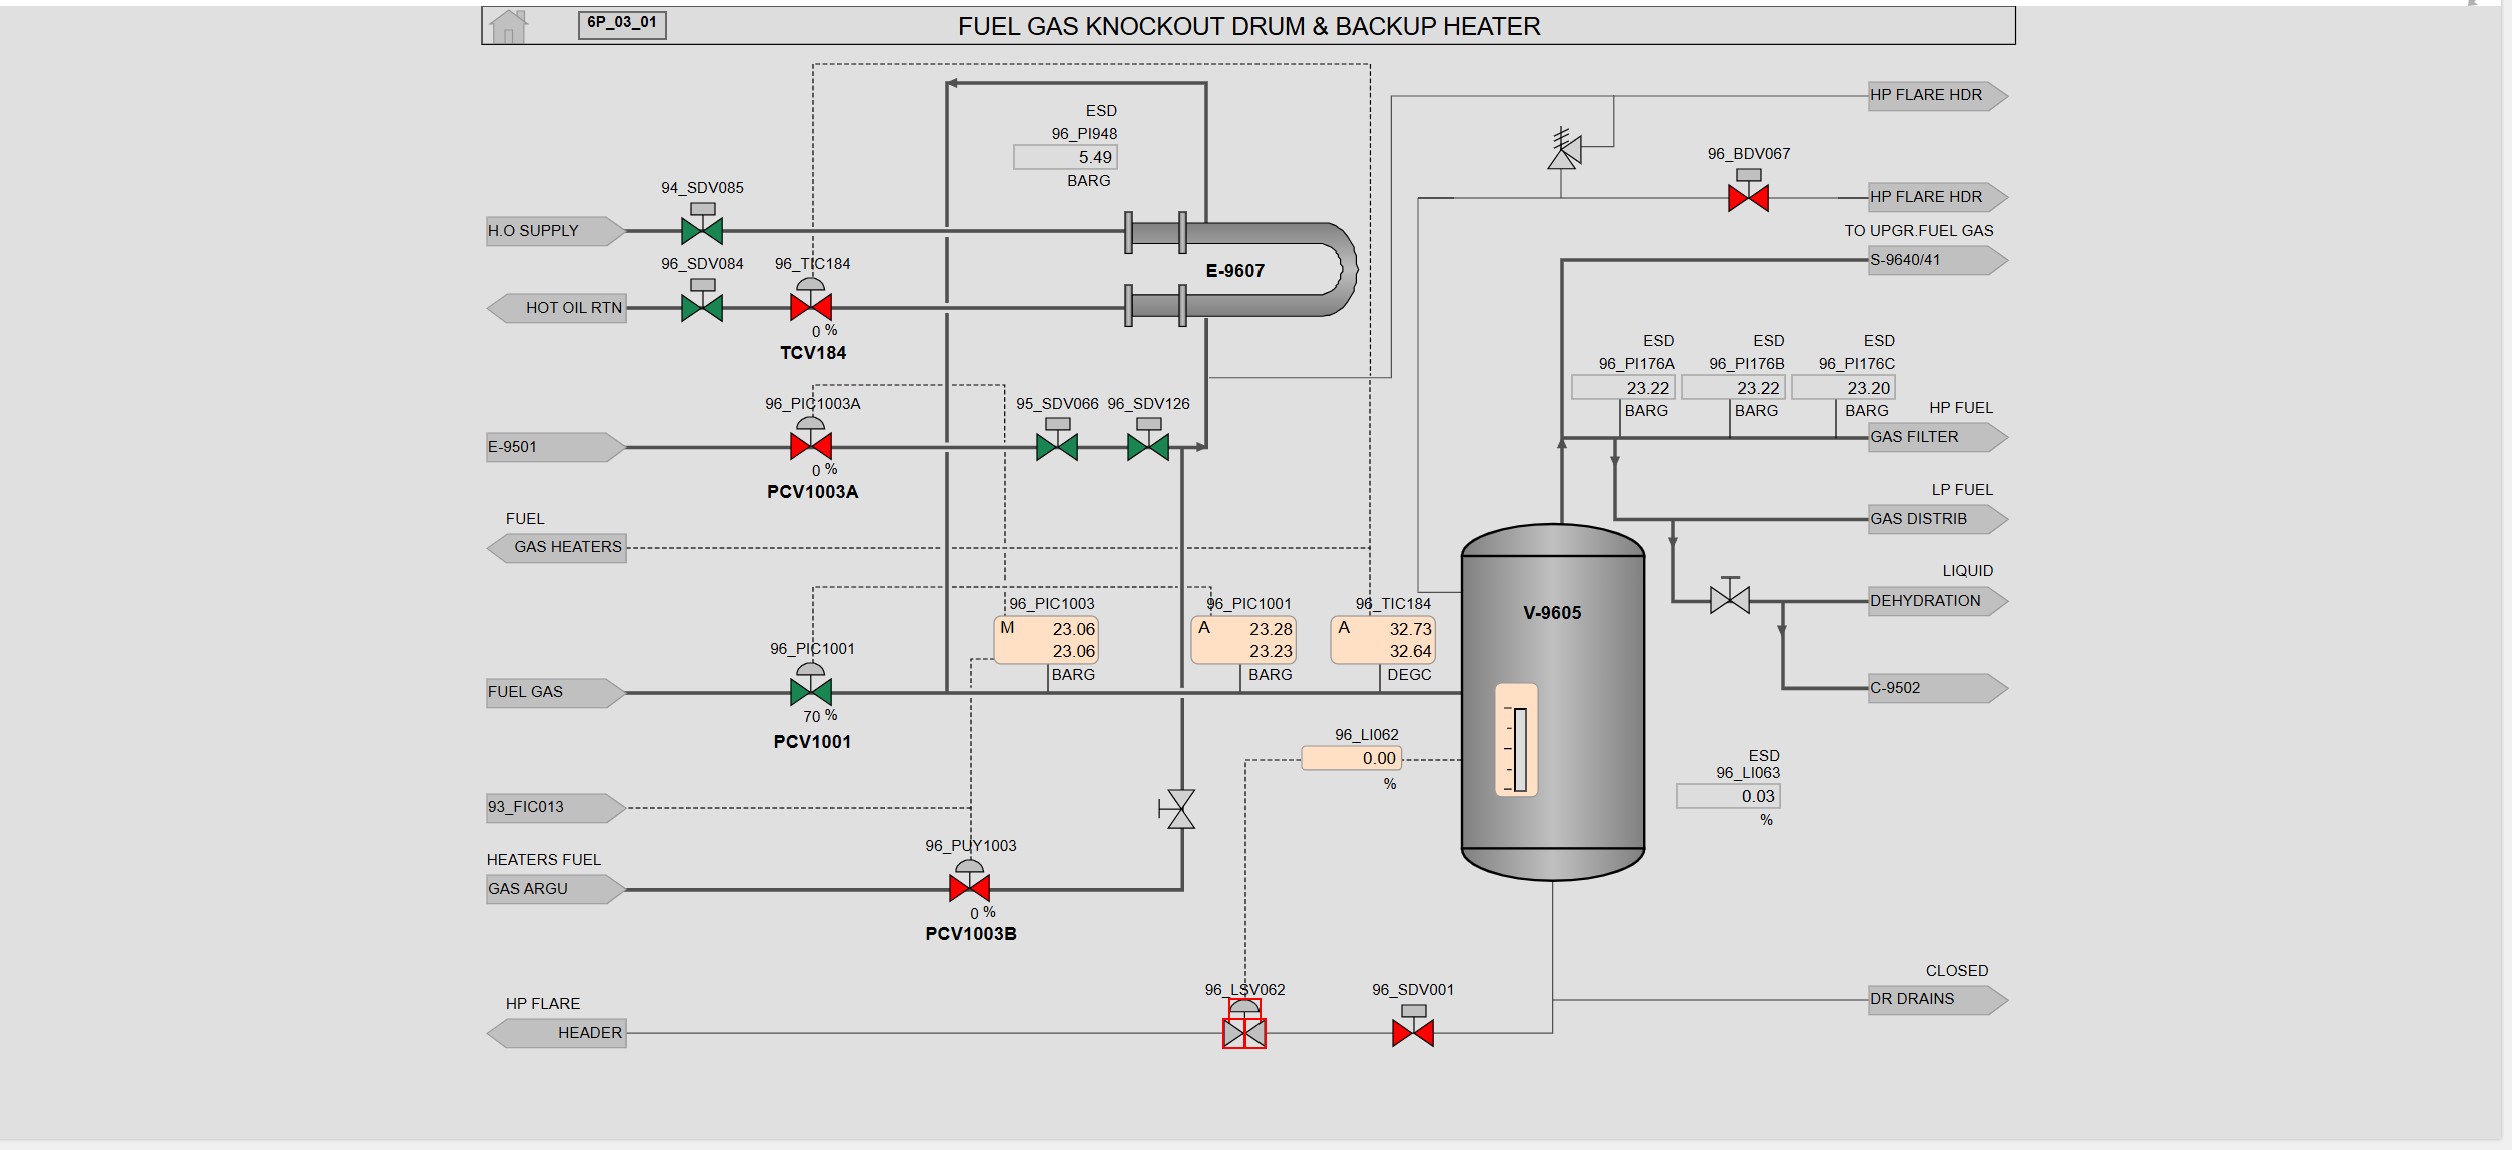 6P_03_01
FUEL GAS KNOCKOUT DRUM & BACKUP HEATER
HP FLARE HDR
ESD
96_PI948
5.49
BARG
96_BDV067
94_SDV085
HP FLARE HDR
H.O SUPPLY
TO UPGR.FUEL GAS
S-9640/41
96_SDV084
96_TIC184
E-9607
HOT OIL RTN
0 %
TCV184
ESD
ESD
ESD
96_PI176A
96_PI176B
96_PI176C
23.22
23.22
23.20
BARG
BARG
BARG
HP FUEL
GAS FILTER
96_PIC1003A
95_SDV066
96_SDV126
E-9501
0 %
PCV1003A
LP FUEL
GAS DISTRIB
FUEL
GAS HEATERS
LIQUID
DEHYDRATION
96_PIC1003
M 23.06
23.06
BARG
96_PIC1001
A 23.28
23.23
BARG
96_TIC184
A 32.73
32.64
DEGC
V-9605
96_PIC1001
FUEL GAS
70 %
PCV1001
C-9502
96_LI062
0.00
%
ESD
96_LI063
0.03
%
93_FIC013
96_PUY1003
HEATERS FUEL
GAS ARGU
0 %
PCV1003B
CLOSED
DR DRAINS
96_LSV062
96_SDV001
HP FLARE
HEADER